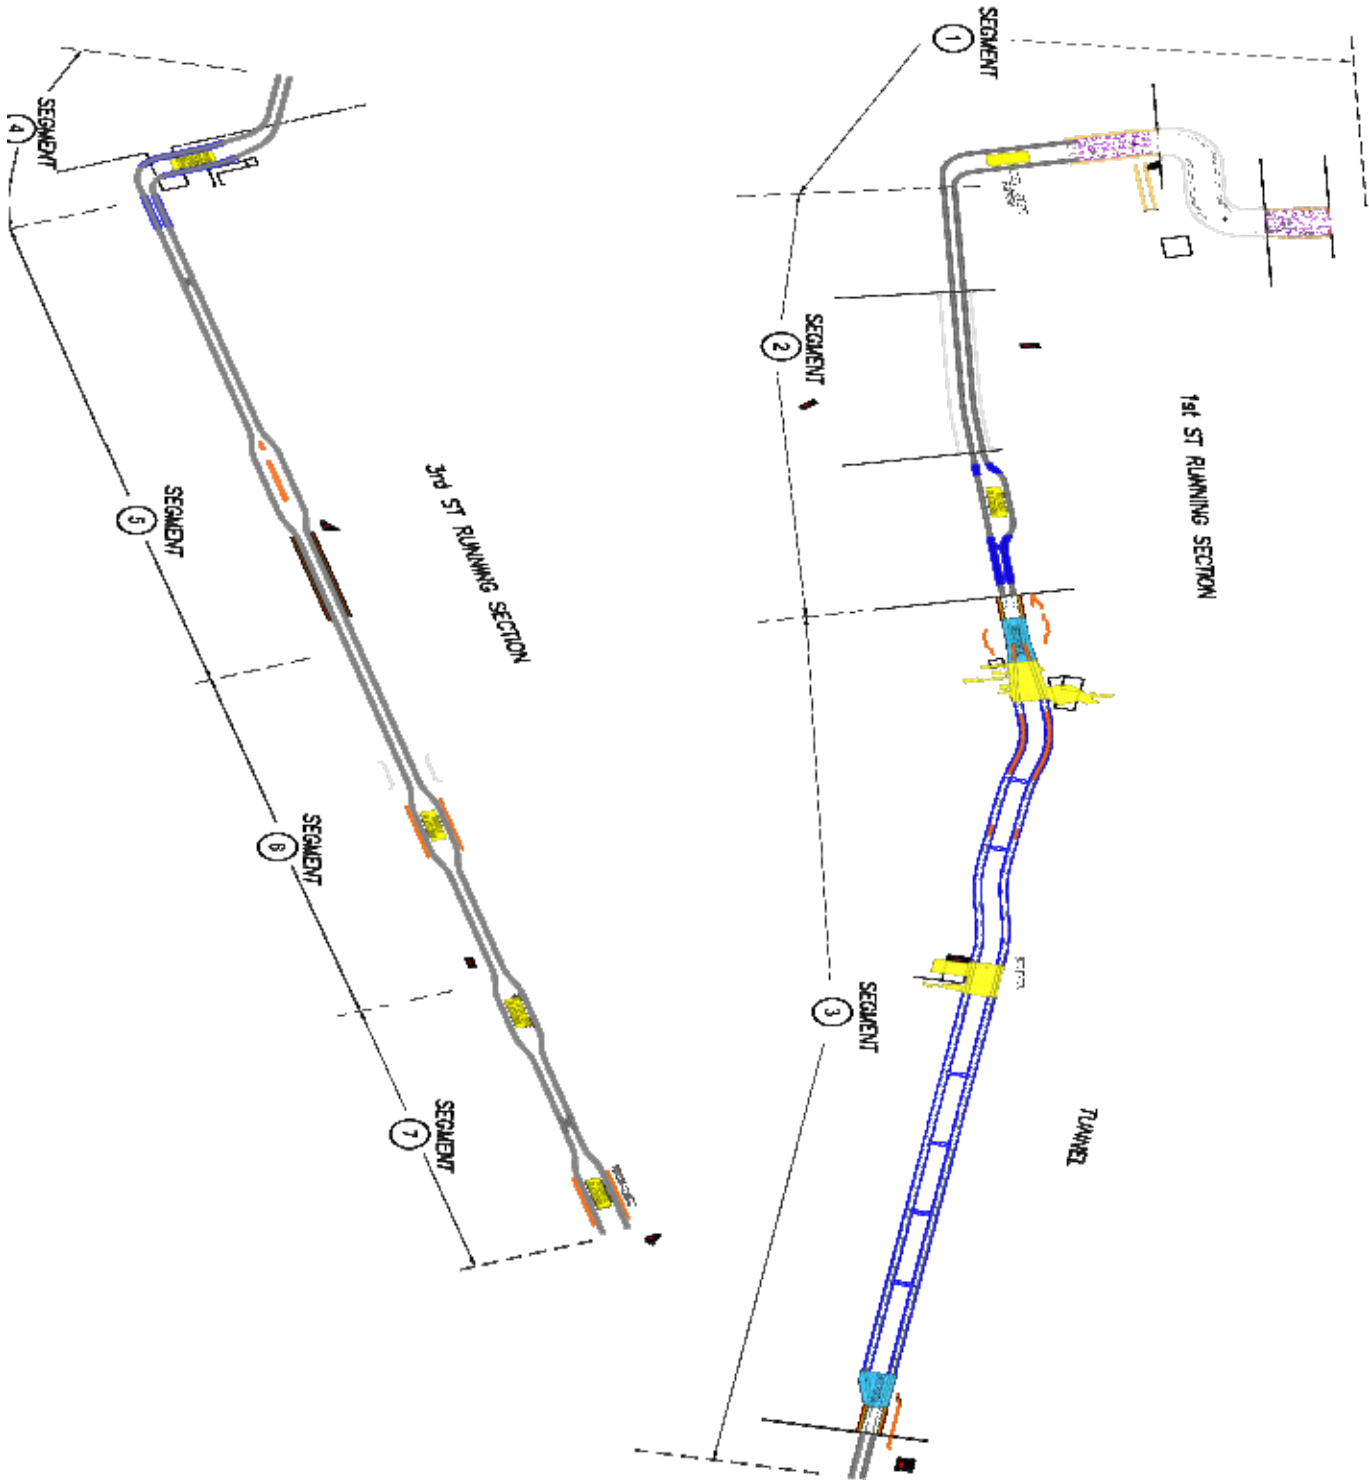 SEGMENT
1
SEGMENT
2
1st ST RUNNING SECTION
SEGMENT
3
TUNNEL
SEGMENT
4
SEGMENT
5
3rd ST RUNNING SECTION
SEGMENT
6
SEGMENT
7